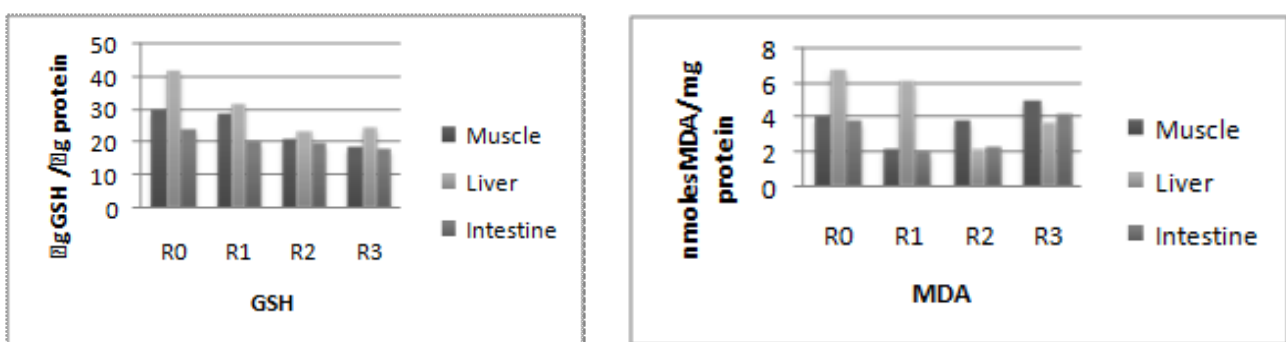 50
40
30
20
10
0
⍰gGSH /⍰g protein
R0 R1 R2 R3
GSH
Muscle
Liver
Intestine
8
6
4
2
0
nmolesMDA/mg
protein
R0 R1 R2 R3
MDA
Muscle
Liver
Intestine